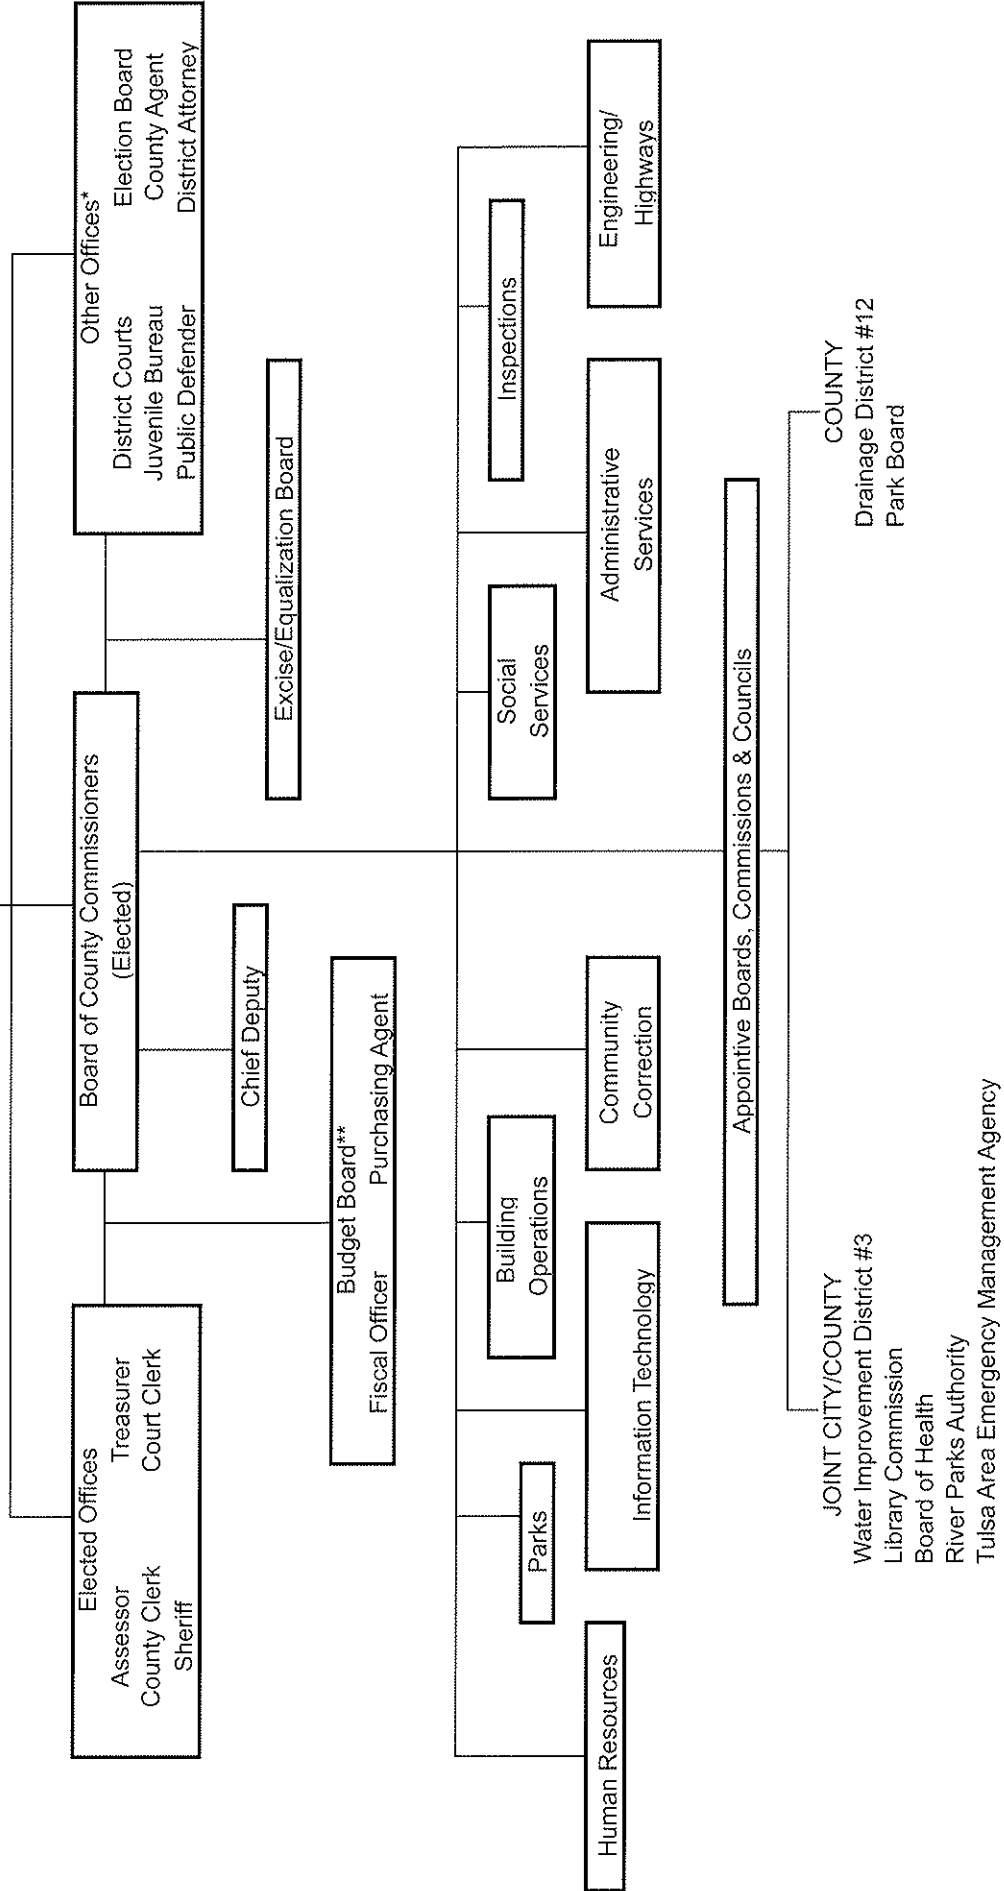 Elected Offices
Assessor Treasurer
County Clerk Court Clerk
Sheriff
Board of County Commissioners
(Elected)
Other Offices*
District Courts Election Board
Juvenile Bureau County Agent
Public Defender District Attorney
Chief Deputy
Excise/Equalization Board
Budget Board**
Fiscal Officer Purchasing Agent
Human Resources
Parks
Information Technology
Building
Operations
Community
Correction
Social
Services
Administrative
Services
Inspections
Engineering/
Highways
Appointive Boards, Commissions & Councils
JOINT CITY/COUNTY
Water Improvement District #3
Library Commission
Board of Health
River Parks Authority
Tulsa Area Emergency Management Agency
COUNTY
Drainage District #12
Park Board